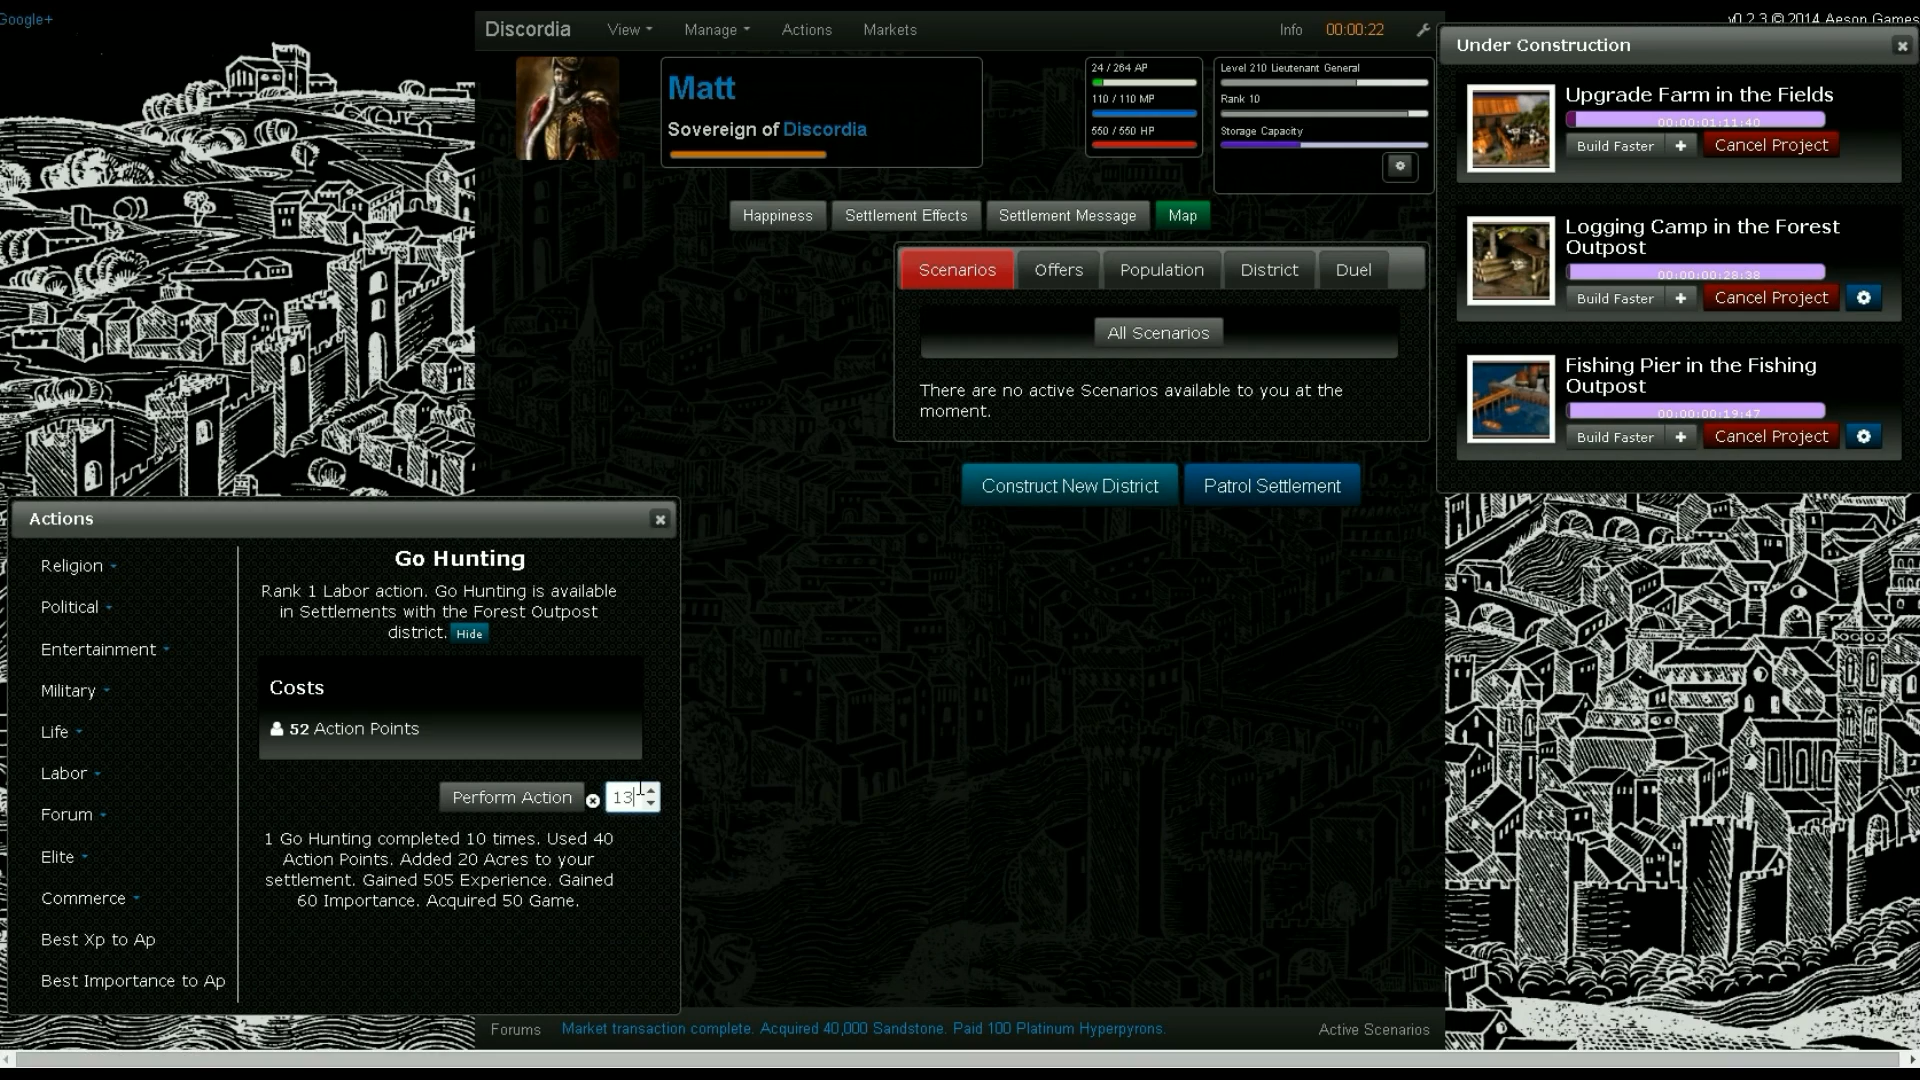 Google+
Discordia View Manage Actions Markets Info 00:00:22
v0.2.3 © 2014 Aeson Games
Matt
Sovereign of Discordia
24 / 264 AP
110 / 110 MP
550 / 550 HP
Level 210 Lieutenant General
Rank 10
Storage Capacity
Happiness Settlement Effects Settlement Message Map
Scenarios Offers Population District Duel
All Scenarios
There are no active Scenarios available to you at the
moment.
Construct New District Patrol Settlement
Under Construction
Upgrade Farm in the Fields
00:00:01:11:40
Build Faster + Cancel Project
Logging Camp in the Forest
Outpost
00:00:00:28:38
Build Faster + Cancel Project
Fishing Pier in the Fishing
Outpost
00:00:00:19:47
Build Faster + Cancel Project
Actions
Religion
Political
Entertainment
Military
Life
Labor
Forum
Elite
Commerce
Best Xp to Ap
Best Importance to Ap
Go Hunting
Rank 1 Labor action. Go Hunting is available
in Settlements with the Forest Outpost
district. Hide
Costs
52 Action Points
Perform Action 13
1 Go Hunting completed 10 times. Used 40
Action Points. Added 20 Acres to your
settlement. Gained 505 Experience. Gained
60 Importance. Acquired 50 Game.
Forums Market transaction complete. Acquired 40,000 Sandstone. Paid 100 Platinum Hyperpyrons. Active Scenarios